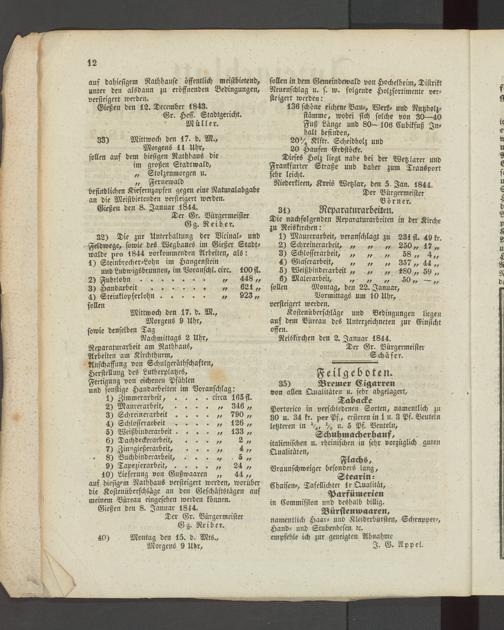 12
auf dahiesigem Rathhause öffentlich meistbietend,
unter den alsdann zu eröffnenden Bedingungen,
versteigert werden.
Gießen den 12. December 1843.
Gr. Hess. Stadtgericht.
Müller.
33) Mittwoch den 17. d. M.,
Morgens 11 Uhr,
sollen auf dem hiesigen Rathhaus die
im großen Stadtwald,
„ Stolzenmorgen u.
„ Fernewald
befindlichen Kiefernzapfen gegen eine Naturalabgabe
an die Meistbietenden versteigert werden.
Gießen den 8. Januar 1844.
Der Gr. Bürgermeister
Gg. Reiber.
32) Die zur Unterhaltung der Vicinal- und
Feldwege, sowie des Wegbaues im Gießer Stadt-
walde pro 1844 vorkommenden Arbeiten, als:
1) Steinbrecher-Lohn im Hangenstein
und Ludwigsbrunnen, im Voranschl. circ. 100 fl.
2) Fuhrlohn . . . . . . „ 448 „
3) Handarbeit . . . . . . „ 621 „
4) Steinklopferlohn . . . . . „ 923 „
sollen
Mittwoch den 17. d. M.,
Morgens 9 Uhr,
sowie denselben Tag
Nachmittags 2 Uhr,
Reparaturarbeit am Rathhaus,
Arbeiten am Kirchthurm,
Anschaffung von Schulgeräthschaften,
Herstellung des Lutherplatzes,
Fertigung von eichenen Pfählen
und sonstige Handarbeiten im Voranschlag:
1) Zimmerarbeit, . . . . circa 165 fl.
2) Maurerarbeit, . . . . „ 346 „
3) Schreinerarbeit . . . . „ 790 „
4) Schlosserarbeit . . . . „ 126 „
5) Weißbinderarbeit . . . . „ 133 „
6) Dachdeckerarbeit, . . . . „ 2 „
7) Zinngießerarbeit, . . . . „ 4 „
8) Buchbinderarbeit, . . . . „ 5 „
9) Tapezierarbeit, . . . . „ 24 „
10) Lieferung von Gußwaaren „ 44 „
auf hiesigem Rathhaus versteigert werden, worüber
die Kostenüberschläge an den Geschäftstagen auf
meinem Büreau eingesehen werden können.
Gießen den 8. Januar 1844.
Der Gr. Bürgermeister
Gg. Reiber.
40) Montag den 15. d. Mts.,
Morgens 9 Uhr,
sollen in dem Gemeindewald von Hochelheim, Distrikt
Neuenschlag u. s. w. folgende Holzsortimente ver-
steigert werden:
136 schöne eichene Bau-, Werk- und Nutzholz-
stämme, wobei sich solche von 30—40
Fuß Länge und 80—106 Cubikfuß In-
halt befinden,
Klftr. Scheidholz und
20 Haufen Erdstöcke.
Dieses Holz liegt nahe bei der Wetzlarer und
Frankfurter Straße und daher zum Transport
sehr leicht.
Niederkleen, Kreis Wetzlar, den 5. Jan. 1844.
Der Bürgermeister
Börner.
31) Reparaturarbeiten.
Die nachfolgenden Reparaturarbeiten in der Kirche
zu Reiskirchen:
1) Maurerarbeit, veranschlagt zu 231 fl. 49 kr.
2) Schreinerarbeit, „ „ „ 250 „ 17 „
3) Schlosserarbeit, „ „ „ 58 „ 4 „
4) Glaserarbeit, „ „ „ 357 „ 44 „
5) Weißbinderarbeit „ „ „ 180 „ 59 „
6) Malerarbeit, „ „ „ 50 „ — „
sollen Montag, den 22. Januar,
Vormittags um 10 Uhr,
versteigert werden.
Kostenüberschläge und Bedingungen liegen
auf dem Büreau des Unterzeichneten zur Einsicht
offen.
Reiskirchen den 2. Januar 1844.
Der Gr. Bürgermeister
Schäfer.
Feilgeboten.
35) Bremer Cigarren
von allen Qualitäten u. sehr abgelagert,
Tabacke
Portorico in verschiedenen Sorten, namentlich zu
30 u. 34 kr. per Pf., ersteren in 1 u. 3 Pf. Beuteln
letzteren in u. 5 Pf. Beuteln,
Schuhmacherhanf,
italienischen u. rheinischen in sehr vorzüglich guten
Qualitäten,
Flachs,
Braunschweiger besonders lang,
Stearin-
Chaisen-, Tafellichter 1r Qualität,
Parfümerien
in Commission und deshalb billig,
Bürstenwaaren,
namentlich Haar- und Kleiderbürsten, Schrupper-,
Hand- und Stubenbesen ꝛc.
empfehle ich zur geneigten Abnahme
J. G. Appel.